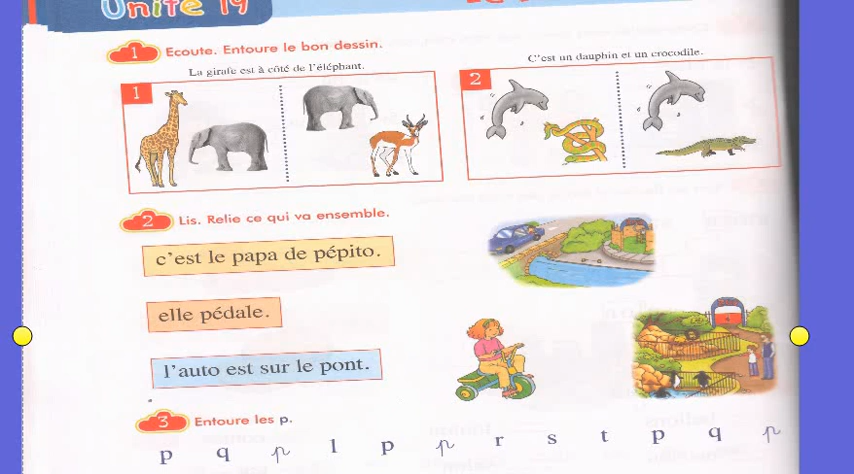 Unité 19
1 Ecoute. Entoure le bon dessin.
La girafe est à côté de l'éléphant.
C'est un dauphin et un crocodile.
1
2
2 Lis. Relie ce qui va ensemble.
c'est le papa de pépito.
elle pédale.
l'auto est sur le pont.
3 Entoure les p.
p q p l p p r s t p q p